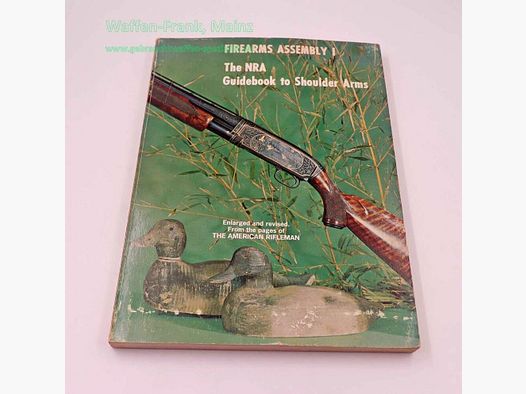 Waffen-Frank, Mainz
FIREARMS ASSEMBLY I
The NRA
Guidebook to Shoulder Arms
Enlarged and revised.
From the pages of
THE AMERICAN RIFLEMAN